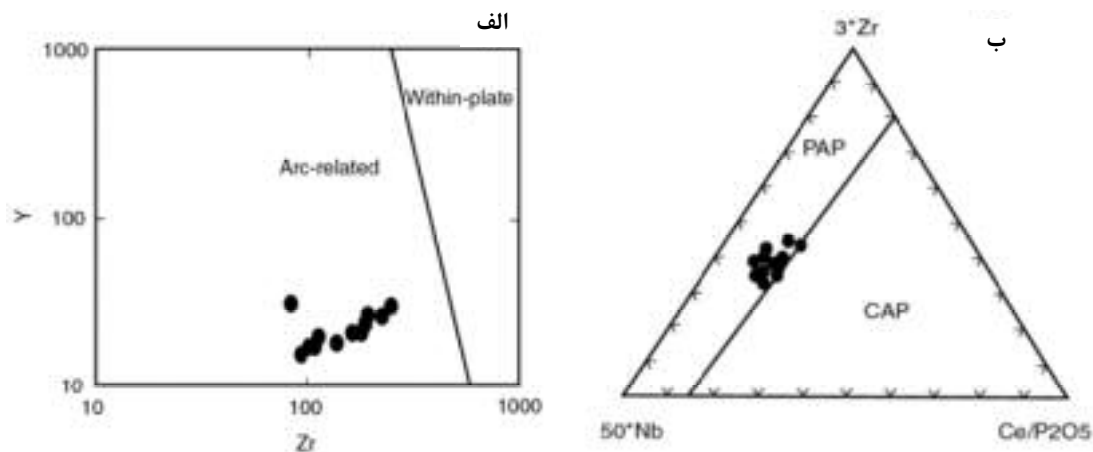 الف
1000
Within-plate
Arc-related
Y
100
10
10
100
1000
Zr
ب
3*Zr
PAP
CAP
50*Nb
Ce/P2O5